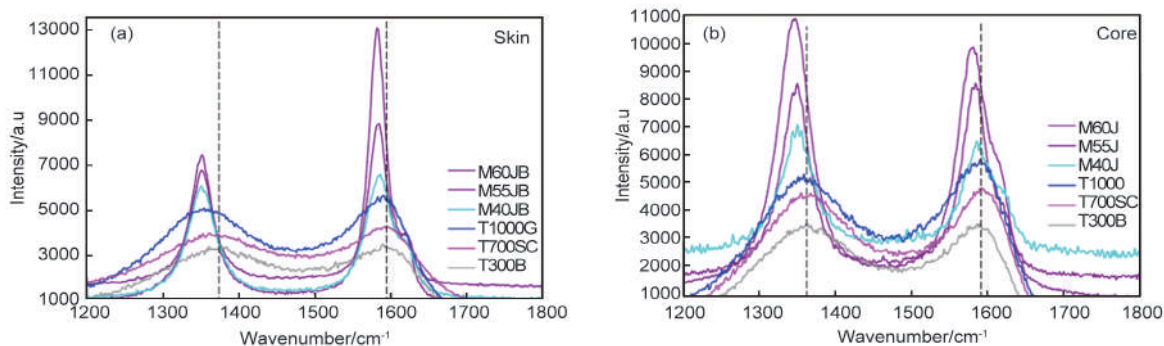 (a)
Skin
Intensity/a.u
13000
11000
9000
7000
5000
3000
1000
M60JB
M55JB
M40JB
T1000G
T700SC
T300B
1200 1300 1400 1500 1600 1700 1800
Wavenumber/cm⁻¹
(b)
Core
Intensity/a.u
11000
10000
9000
8000
7000
6000
5000
4000
3000
2000
1000
M60J
M55J
M40J
T1000
T700SC
T300B
1200 1300 1400 1500 1600 1700 1800
Wavenumber/cm⁻¹